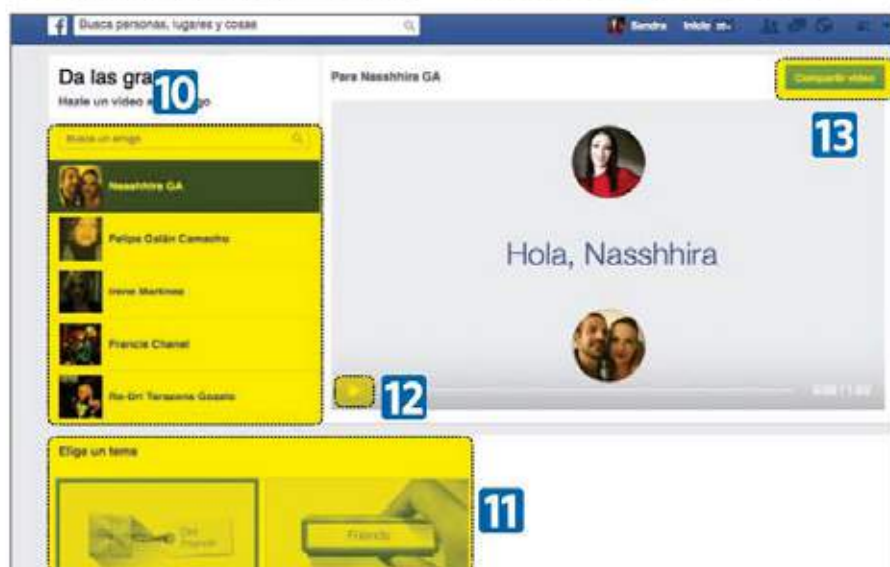 f Busca personas, lugares y cosas
Sandra Inicio
Da las gra
10
Hazle un vídeo a go
Busca un amigo
Nasshhira GA
Felipe Galán Camacho
Irene Martinez
Francis Chanel
Para Nasshhira GA
Compartir vídeo
13
Hola, Nasshhira
12
Elige un tema
11
Friends